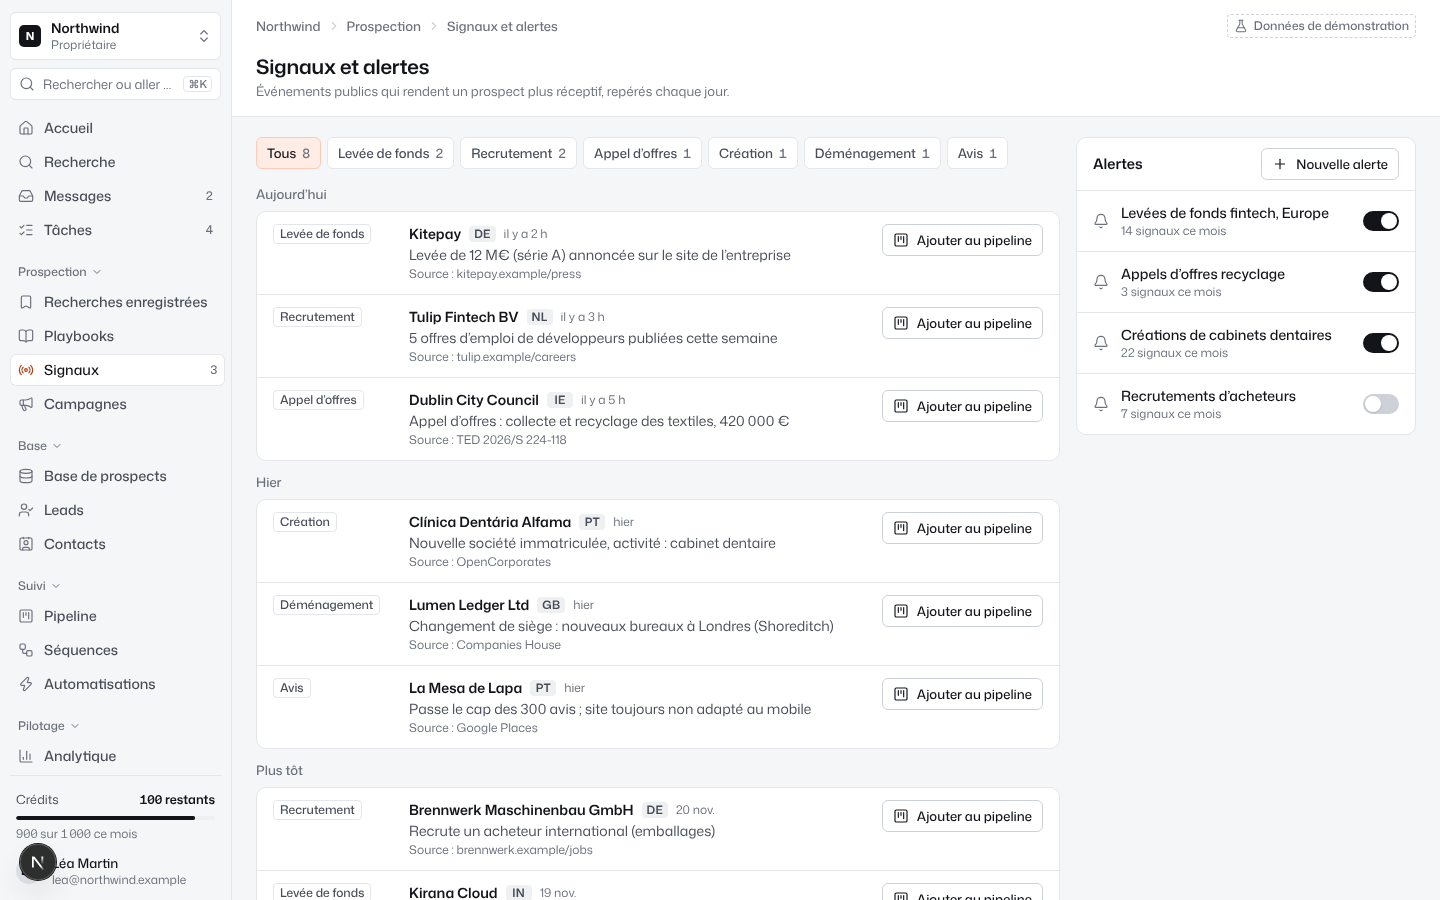 N
Northwind
Propriétaire
Rechercher ou aller ...
⌘K
Accueil
Recherche
Messages 2
Tâches 4
Prospection
Recherches enregistrées
Playbooks
Signaux 3
Campagnes
Base
Base de prospects
Leads
Contacts
Suivi
Pipeline
Séquences
Automatisations
Pilotage
Analytique
Crédits 100 restants
900 sur 1 000 ce mois
N
Léa Martin
lea@northwind.example
Northwind > Prospection > Signaux et alertes
Données de démonstration
Signaux et alertes
Événements publics qui rendent un prospect plus réceptif, repérés chaque jour.
Tous 8
Levée de fonds 2
Recrutement 2
Appel d’offres 1
Création 1
Déménagement 1
Avis 1
Aujourd’hui
Levée de fonds
Kitepay DE il y a 2 h
Levée de 12 M€ (série A) annoncée sur le site de l’entreprise
Source : kitepay.example/press
Ajouter au pipeline
Recrutement
Tulip Fintech BV NL il y a 3 h
5 offres d’emploi de développeurs publiées cette semaine
Source : tulip.example/careers
Ajouter au pipeline
Appel d’offres
Dublin City Council IE il y a 5 h
Appel d’offres : collecte et recyclage des textiles, 420 000 €
Source : TED 2026/S 224-118
Ajouter au pipeline
Hier
Création
Clínica Dentária Alfama PT hier
Nouvelle société immatriculée, activité : cabinet dentaire
Source : OpenCorporates
Ajouter au pipeline
Déménagement
Lumen Ledger Ltd GB hier
Changement de siège : nouveaux bureaux à Londres (Shoreditch)
Source : Companies House
Ajouter au pipeline
Avis
La Mesa de Lapa PT hier
Passe le cap des 300 avis ; site toujours non adapté au mobile
Source : Google Places
Ajouter au pipeline
Plus tôt
Recrutement
Brennwerk Maschinenbau GmbH DE 20 nov.
Recrute un acheteur international (emballages)
Source : brennwerk.example/jobs
Ajouter au pipeline
Levée de fonds
Kirana Cloud IN 19 nov.
Ajouter au pipeline
Alertes
Nouvelle alerte
Levées de fonds fintech, Europe
14 signaux ce mois
Appels d’offres recyclage
3 signaux ce mois
Créations de cabinets dentaires
22 signaux ce mois
Recrutements d’acheteurs
7 signaux ce mois